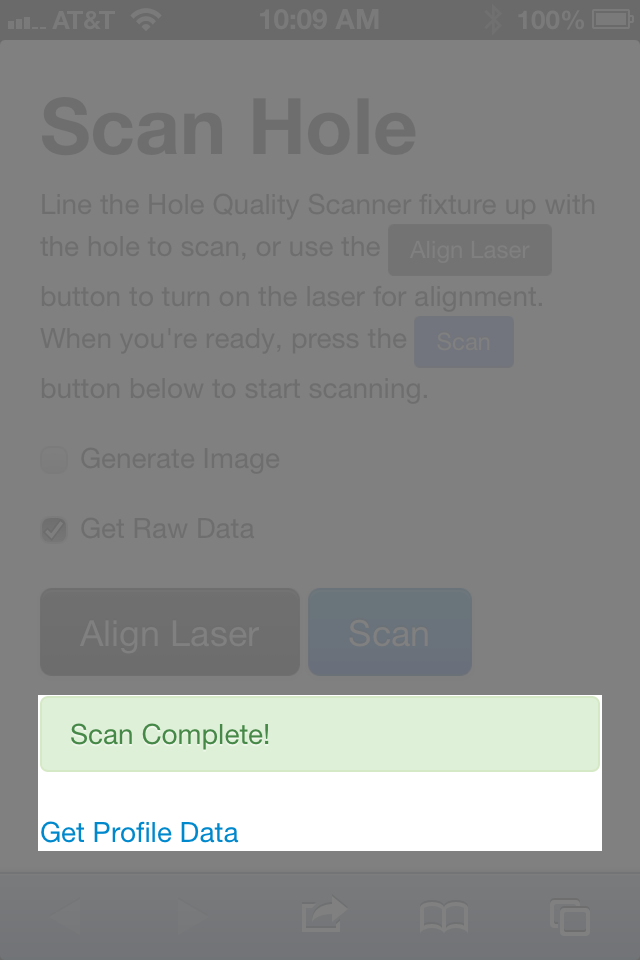 AT&T 10:09 AM 100%
Scan Hole
Line the Hole Quality Scanner fixture up with
the hole to scan, or use the Align Laser
button to turn on the laser for alignment.
When you're ready, press the Scan
button below to start scanning.
Generate Image
Get Raw Data
Align Laser Scan
Scan Complete!
Get Profile Data